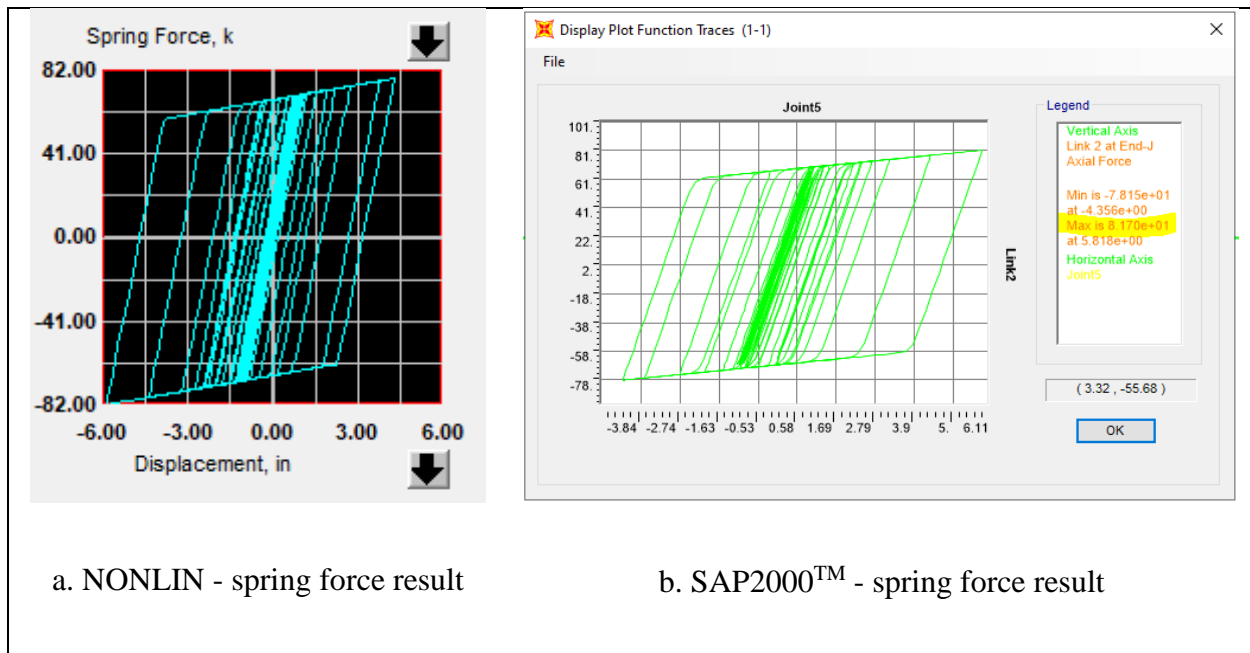 Spring Force, k
82.00
41.00
0.00
-41.00
-82.00
-6.00 -3.00 0.00 3.00 6.00
Displacement, in
Display Plot Function Traces (1-1)
File
Joint5
101.
81.
61.
41.
22.
2.
-18.
-38.
-58.
-78.
-3.84 -2.74 -1.63 -0.53 0.58 1.69 2.79 3.9 5. 6.11
Link2
Legend
Vertical Axis
Link 2 at End-J
Axial Force
Min is -7.815e+01
at -4.356e+00
Max is 8.170e+01
at 5.818e+00
Horizontal Axis
Joint5
( 3.32 , -55.68 )
OK
a. NONLIN - spring force result
b. SAP2000TM - spring force result